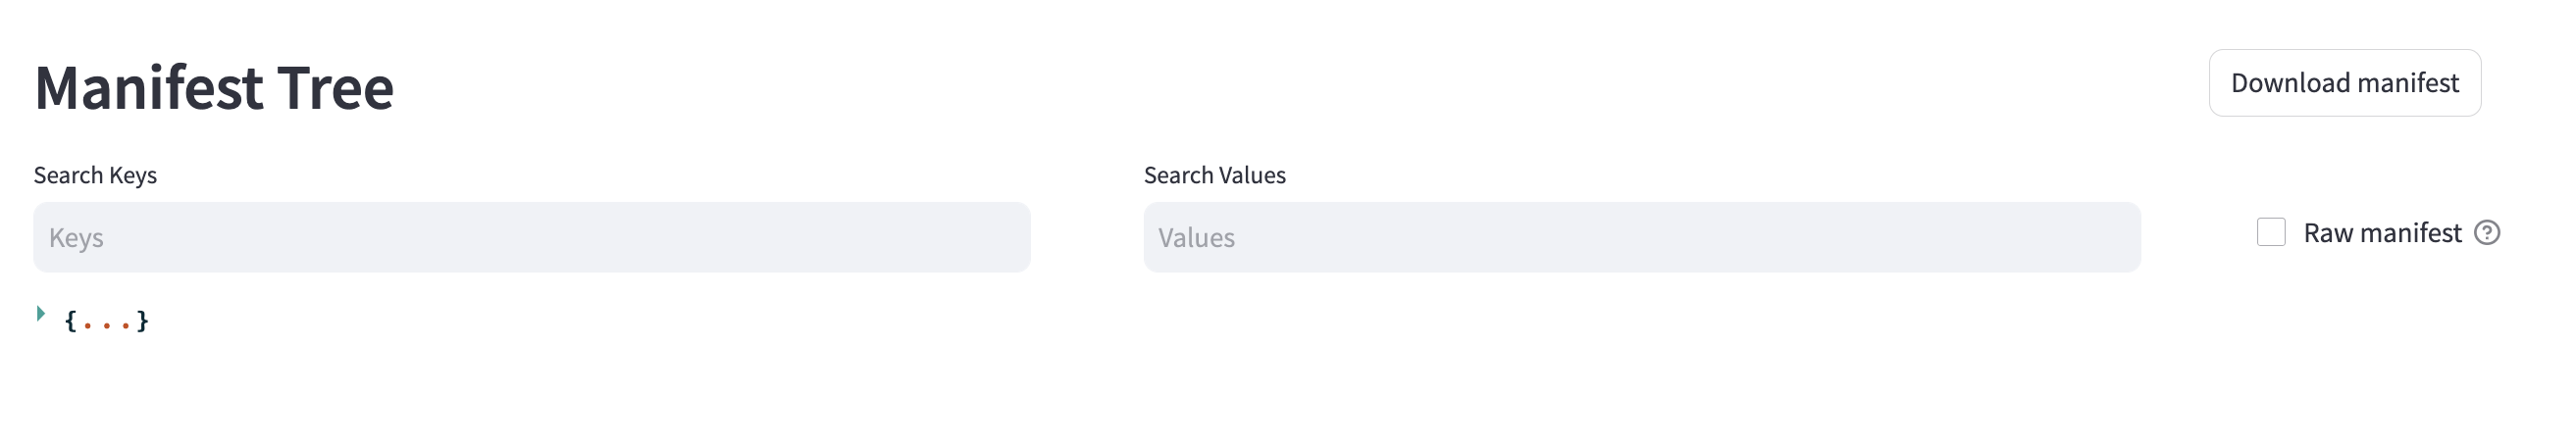 Manifest Tree
Download manifest
Search Keys
Search Values
Keys
Values
Raw manifest ?
{...}